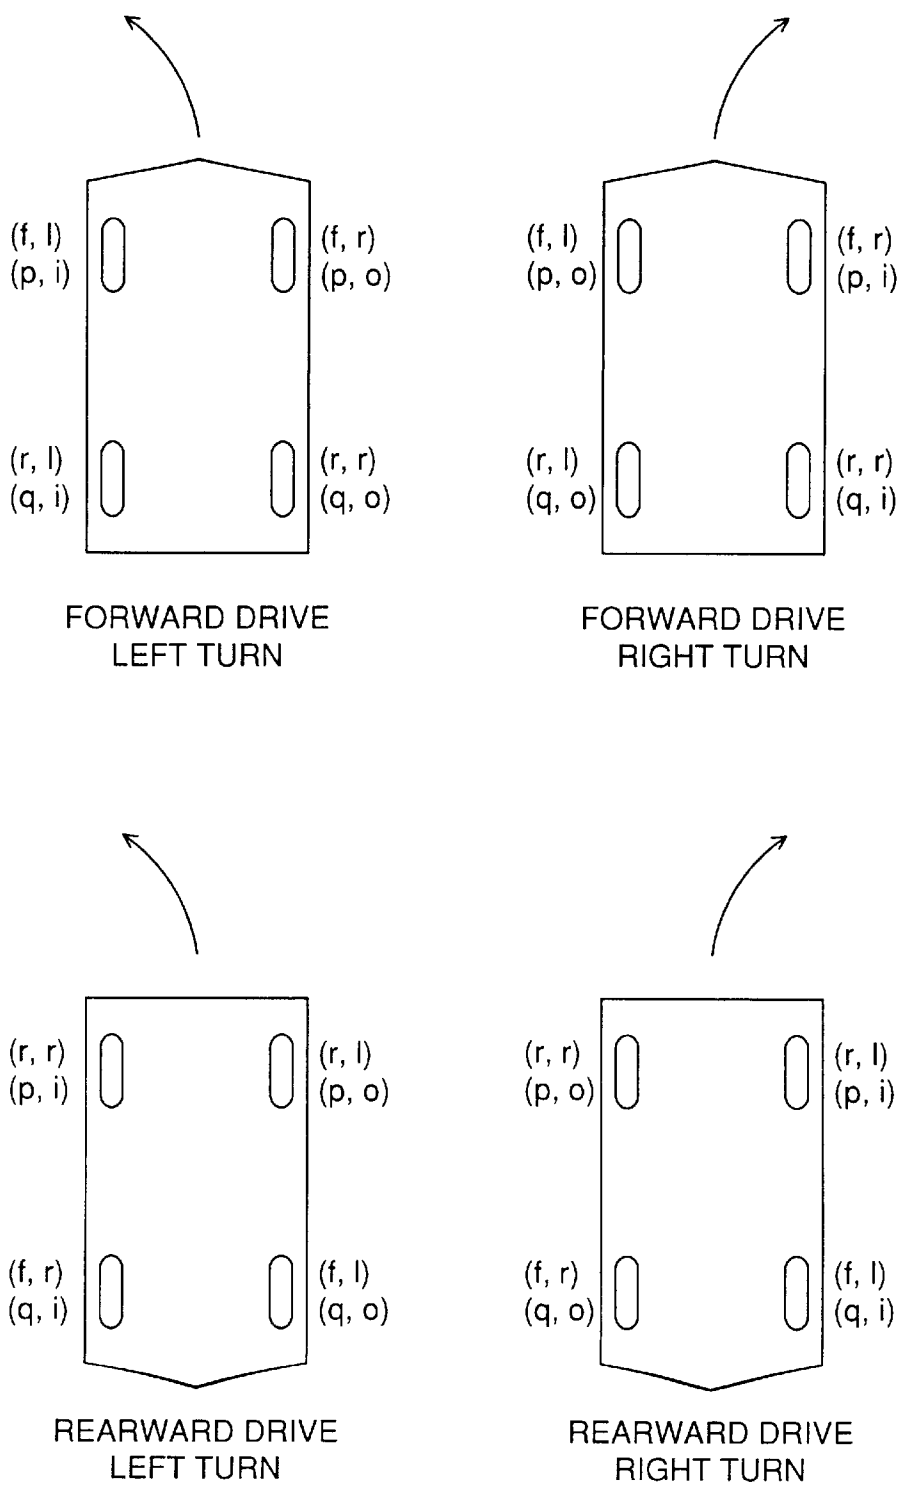 (f, l)
(p, i)
(f, r)
(p, o)
(r, l)
(q, i)
(r, r)
(q, o)
FORWARD DRIVE
LEFT TURN
(f, l)
(p, o)
(f, r)
(p, i)
(r, l)
(q, o)
(r, r)
(q, i)
FORWARD DRIVE
RIGHT TURN
(r, r)
(p, i)
(r, l)
(p, o)
(f, r)
(q, i)
(f, l)
(q, o)
REARWARD DRIVE
LEFT TURN
(r, r)
(p, o)
(r, l)
(p, i)
(f, r)
(q, o)
(f, l)
(q, i)
REARWARD DRIVE
RIGHT TURN